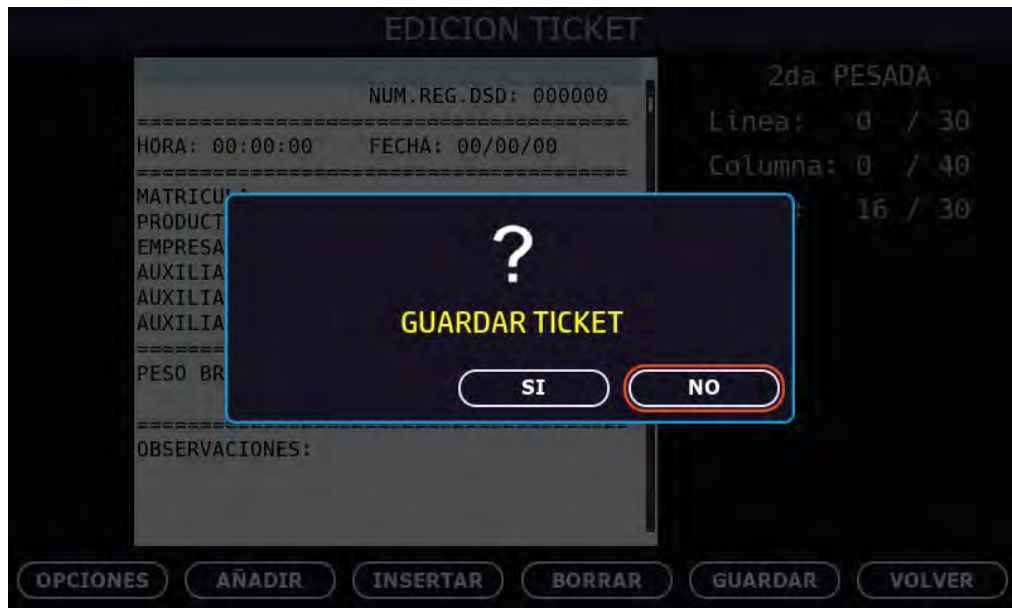 EDICION TICKET
NUM.REG.DSD: 000000
=======================================
HORA: 00:00:00 FECHA: 00/00/00
=======================================
MATRICUL
PRODUCT
EMPRESA
AUXILIA
AUXILIA
AUXILIA
PESO BR
=======================================
OBSERVACIONES:
2da PESADA
Linea: 0 / 30
Columna: 0 / 40
: 16 / 30
?
GUARDAR TICKET
SI NO
OPCIONES AÑADIR INSERTAR BORRAR GUARDAR VOLVER